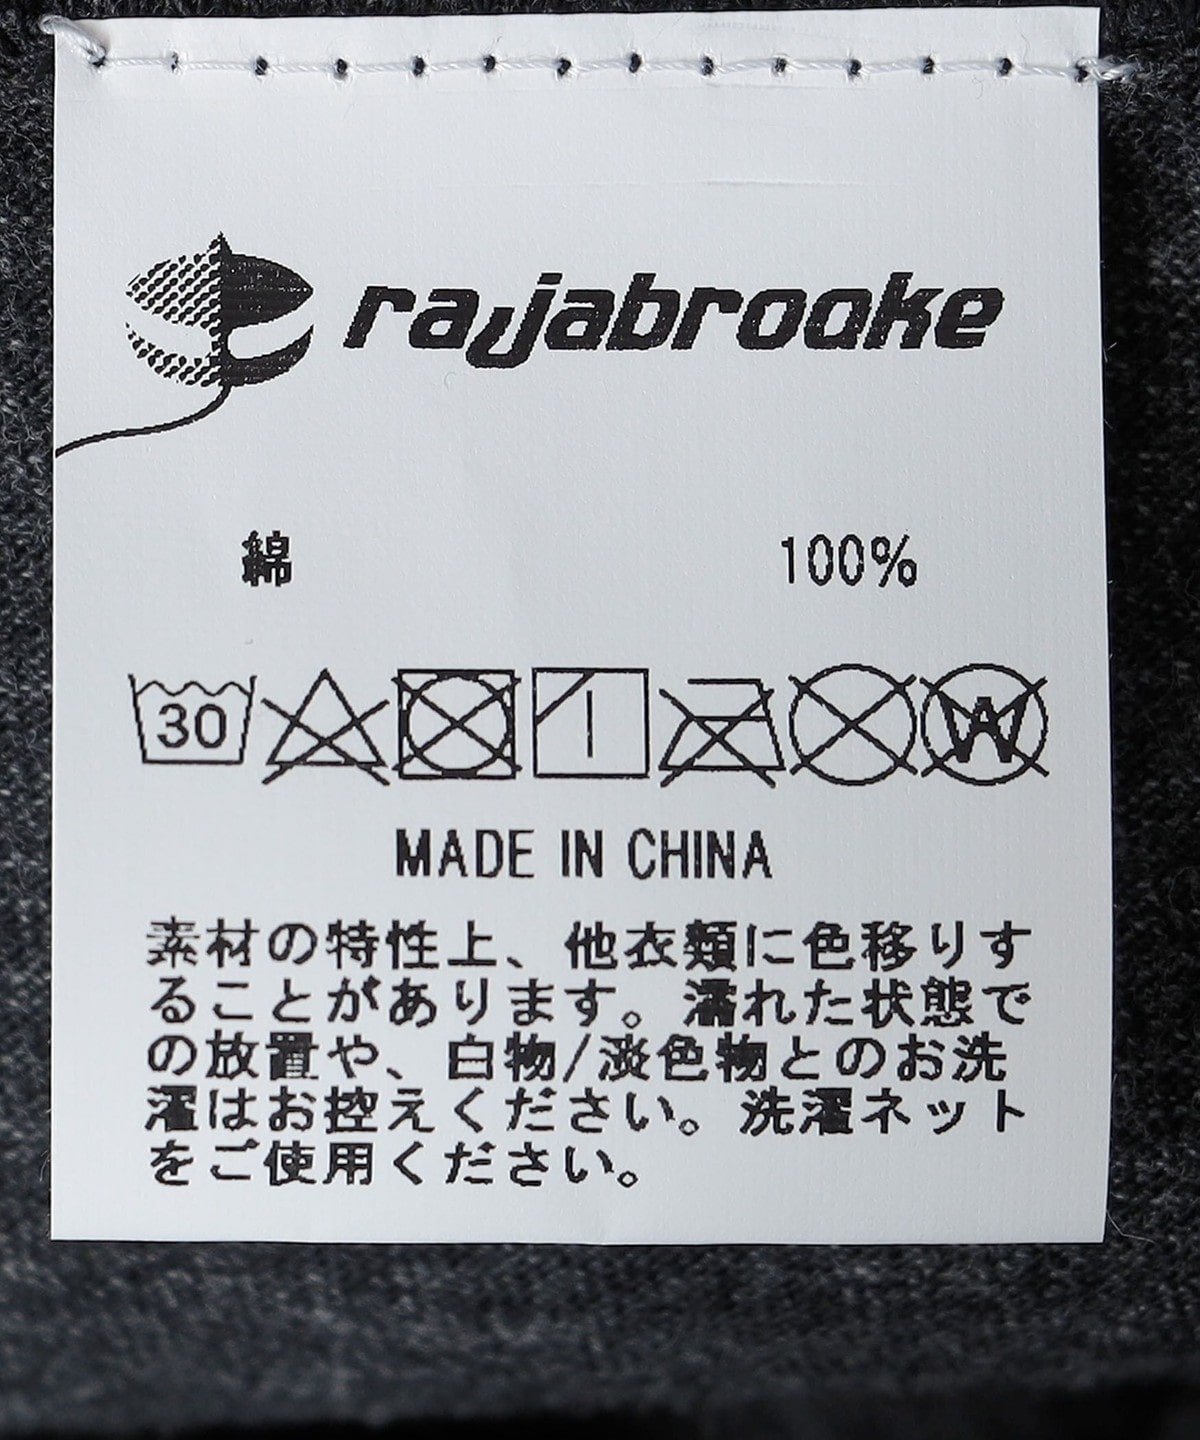 rajabrooke
綿 100%
30 W
MADE IN CHINA
素材の特性上、他衣類に色移りす
ることがあります。濡れた状態で
の放置や、白物/淡色物とのお洗
濯はお控えください。洗濯ネット
をご使用ください。